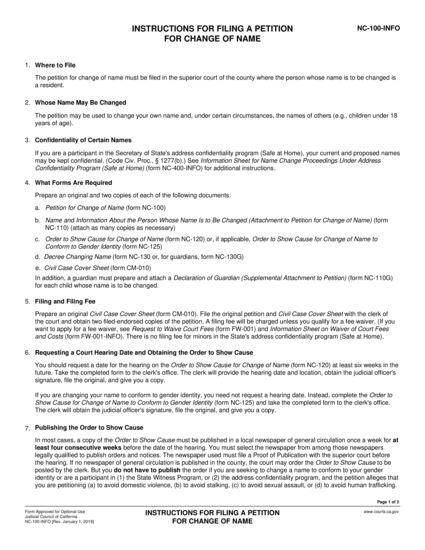 INSTRUCTIONS FOR FILING A PETITION
FOR CHANGE OF NAME
NC-100-INFO
1. Where to File
The petition for change of name must be filed in the superior court of the county where the person whose name is to be changed is
a resident.
2. Whose Name May Be Changed
The petition may be used to change your own name and, under certain circumstances, the names of others (e.g., children under 18
years of age).
3. Confidentiality of Certain Names
If you are a participant in the Secretary of State's address confidentiality program (Safe at Home), your current and proposed names
may be kept confidential. (Code Civ. Proc., § 1277(b).) See Information Sheet for Name Change Proceedings Under Address
Confidentiality Program (Safe at Home) (form NC-400-INFO) for additional instructions.
4. What Forms Are Required
Prepare an original and two copies of each of the following documents:
a. Petition for Change of Name (form NC-100)
b. Name and Information About the Person Whose Name Is to Be Changed (Attachment to Petition for Change of Name) (form
NC-110) (attach as many copies as necessary)
c. Order to Show Cause for Change of Name (form NC-120) or, if applicable, Order to Show Cause for Change of Name to
Conform to Gender Identity (form NC-125)
d. Decree Changing Name (form NC-130 or, for guardians, form NC-130G)
e. Civil Case Cover Sheet (form CM-010)
In addition, a guardian must prepare and attach a Declaration of Guardian (Supplemental Attachment to Petition) (form NC-110G)
for each child whose name is to be changed.
5. Filing and Filing Fee
Prepare an original Civil Case Cover Sheet (form CM-010). File the original petition and Civil Case Cover Sheet with the clerk of
the court and obtain two filed-endorsed copies of the petition. A filing fee will be charged unless you qualify for a fee waiver. (If you
want to apply for a fee waiver, see Request to Waive Court Fees (form FW-001) and Information Sheet on Waiver of Court Fees
and Costs (form FW-001-INFO). There is no filing fee for minors in the State's address confidentiality program (Safe at Home).
6. Requesting a Court Hearing Date and Obtaining the Order to Show Cause
You should request a date for the hearing on the Order to Show Cause for Change of Name (form NC-120) at least six weeks in the
future. Take the completed form to the clerk's office. The clerk will provide the hearing date and location, obtain the judicial officer's
signature, file the original, and give you a copy.
If you are changing your name to conform to gender identity, you need not request a hearing date. Instead, complete the Order to
Show Cause for Change of Name to Conform to Gender Identity (form NC-125) and take the completed form to the clerk's office.
The clerk will obtain the judicial officer's signature, file the original, and give you a copy.
7. Publishing the Order to Show Cause
In most cases, a copy of the Order to Show Cause must be published in a local newspaper of general circulation once a week for at
least four consecutive weeks before the date of the hearing. You must select the newspaper from among those newspapers
legally qualified to publish orders and notices. The newspaper used must file a Proof of Publication with the superior court before
the hearing. If no newspaper of general circulation is published in the county, the court may order the Order to Show Cause to be
posted by the clerk. But you do not have to publish the order if you are seeking to change a name to conform to your gender
identity or are a participant in (1) the State Witness Program, or (2) the address confidentiality program, and the petition alleges that
you are petitioning (a) to avoid domestic violence, (b) to avoid stalking, (c) to avoid sexual assault, or (d) to avoid human trafficking.
Page 1 of 2
Form Approved for Optional Use
Judicial Council of California
NC-100-INFO [Rev. January 1, 2019]
INSTRUCTIONS FOR FILING A PETITION
FOR CHANGE OF NAME
www.courts.ca.gov